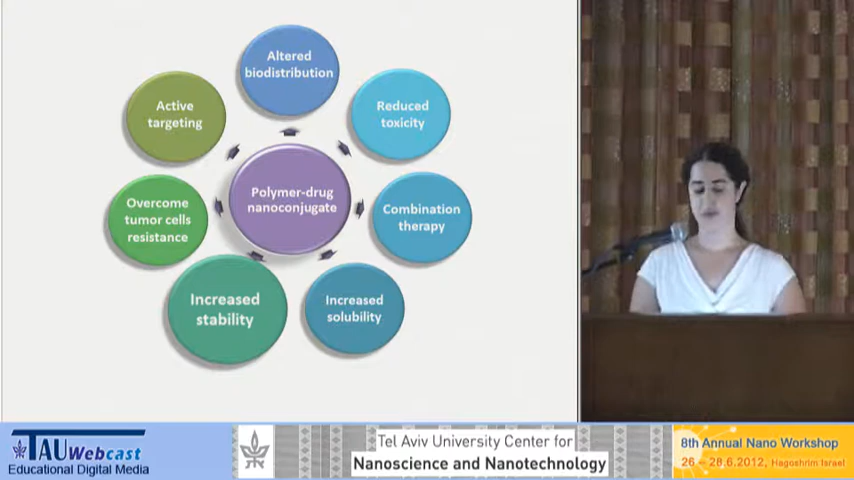 Altered
biodistribution
Active
targeting
Reduced
toxicity
Polymer-drug
nanoconjugate
Overcome
tumor cells
resistance
Combination
therapy
Increased
stability
Increased
solubility
TAUWebcast
Educational Digital Media
Tel Aviv University Center for
Nanoscience and Nanotechnology
8th Annual Nano Workshop
26 – 28.6.2012, Hagoshrim Israel